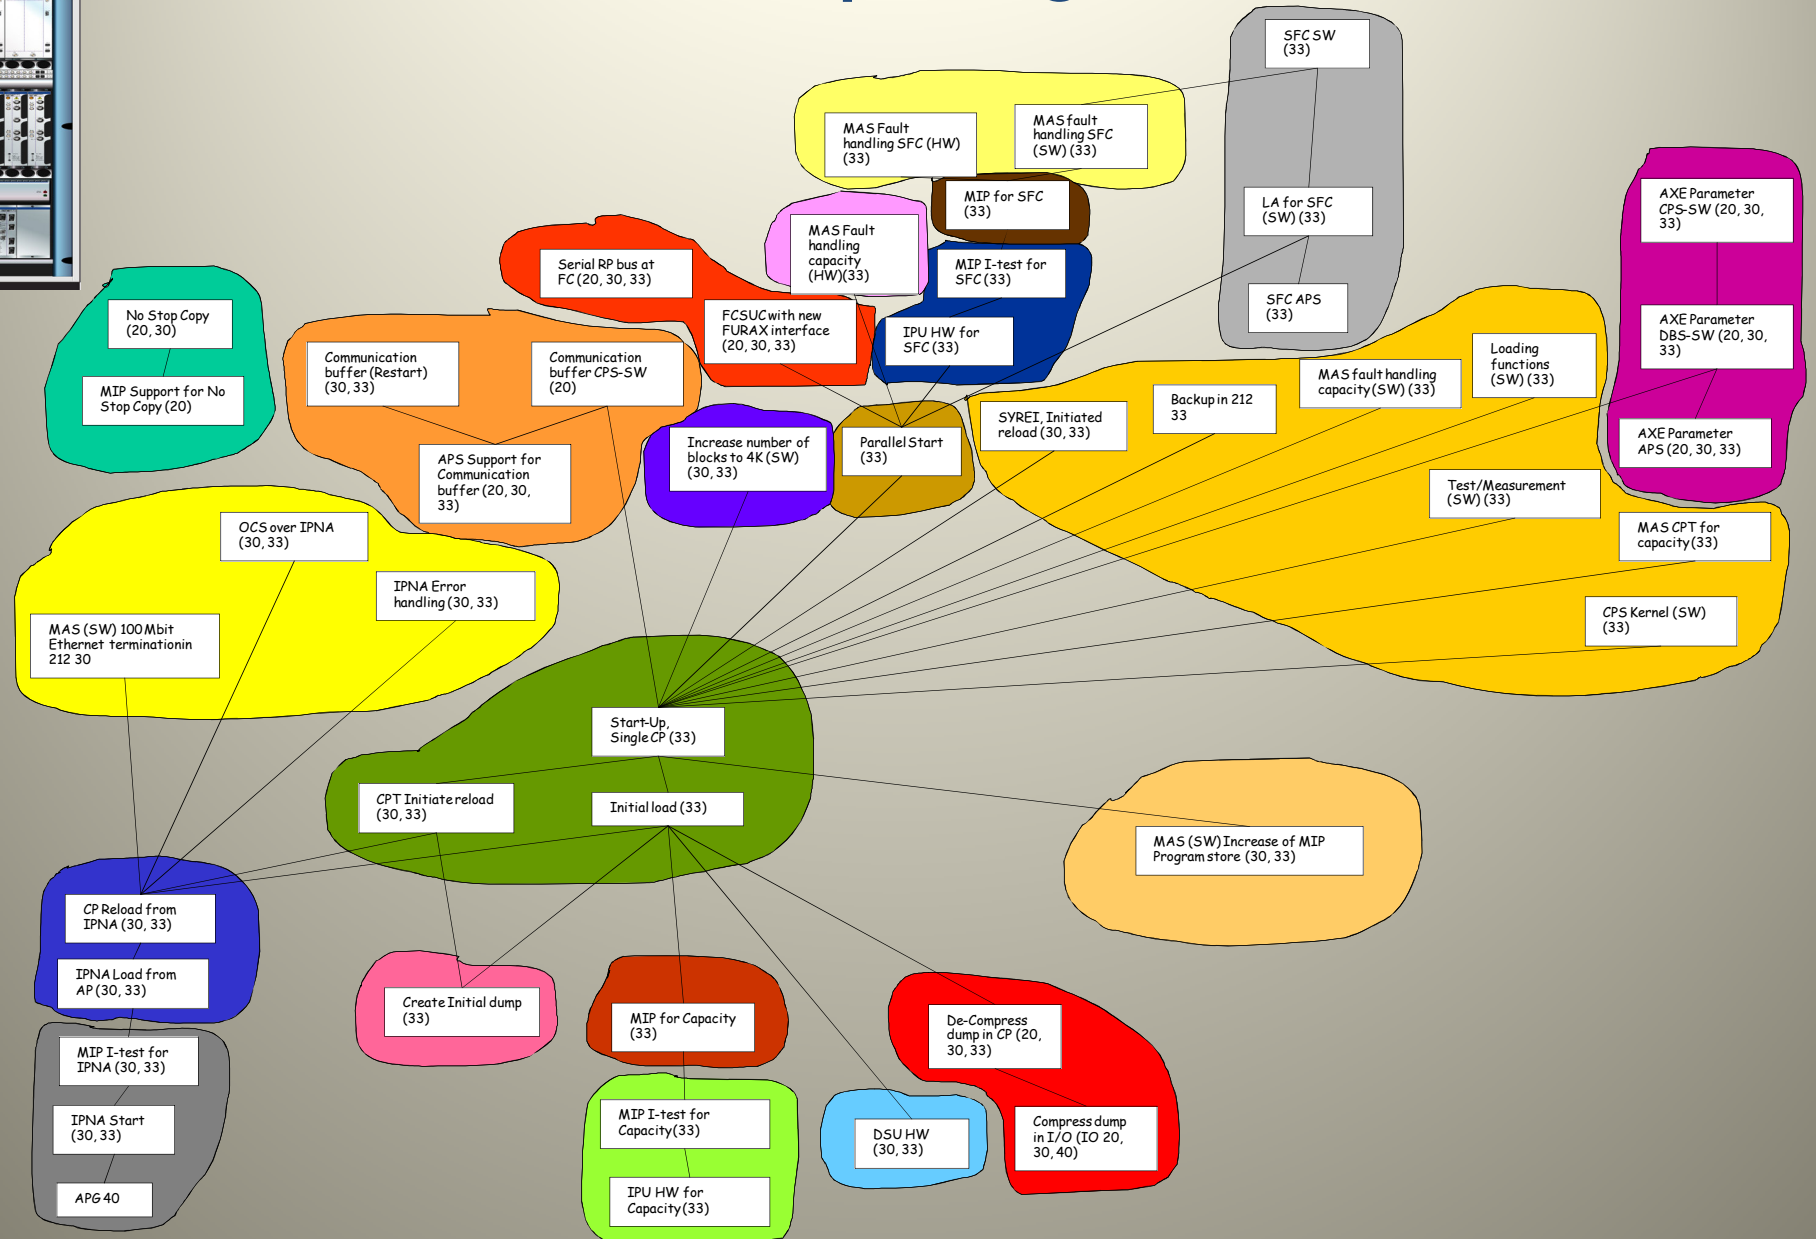 SFC SW
(33)
MAS Fault
handling SFC (HW)
(33)
MAS fault
handling SFC
(SW) (33)
MIP for SFC
(33)
LA for SFC
(SW) (33)
AXE Parameter
CPS-SW (20, 30,
33)
MAS Fault
handling
capacity
(HW)(33)
Serial RP bus at
FC (20, 30, 33)
MIP I-test for
SFC (33)
SFC APS
(33)
No Stop Copy
(20, 30)
FCSUC with new
FURAX interface
(20, 30, 33)
IPU HW for
SFC (33)
AXE Parameter
DBS-SW (20, 30,
33)
Communication
buffer (Restart)
(30, 33)
Communication
buffer CPS-SW
(20)
Loading
functions
(SW) (33)
MAS fault handling
capacity (SW) (33)
MIP Support for No
Stop Copy (20)
Backup in 212
33
SYREI, Initiated
reload (30, 33)
AXE Parameter
APS (20, 30, 33)
Increase number of
blocks to 4K (SW)
(30, 33)
Parallel Start
(33)
APS Support for
Communication
buffer (20, 30,
33)
Test/Measurement
(SW) (33)
OCS over IPNA
(30, 33)
MAS CPT for
capacity (33)
IPNA Error
handling (30, 33)
CPS Kernel (SW)
(33)
MAS (SW) 100Mbit
Ethernet terminationin
212 30
Start-Up,
Single CP (33)
CPT Initiate reload
(30, 33)
Initial load (33)
MAS (SW) Increase of MIP
Program store (30, 33)
CP Reload from
IPNA (30, 33)
IPNA Load from
AP (30, 33)
Create Initial dump
(33)
MIP for Capacity
(33)
De-Compress
dump in CP (20,
30, 33)
MIP I-test for
IPNA (30, 33)
IPNA Start
(30, 33)
MIP I-test for
Capacity (33)
DSU HW
(30, 33)
Compress dump
in I/O (IO 20,
30, 40)
APG 40
IPU HW for
Capacity (33)